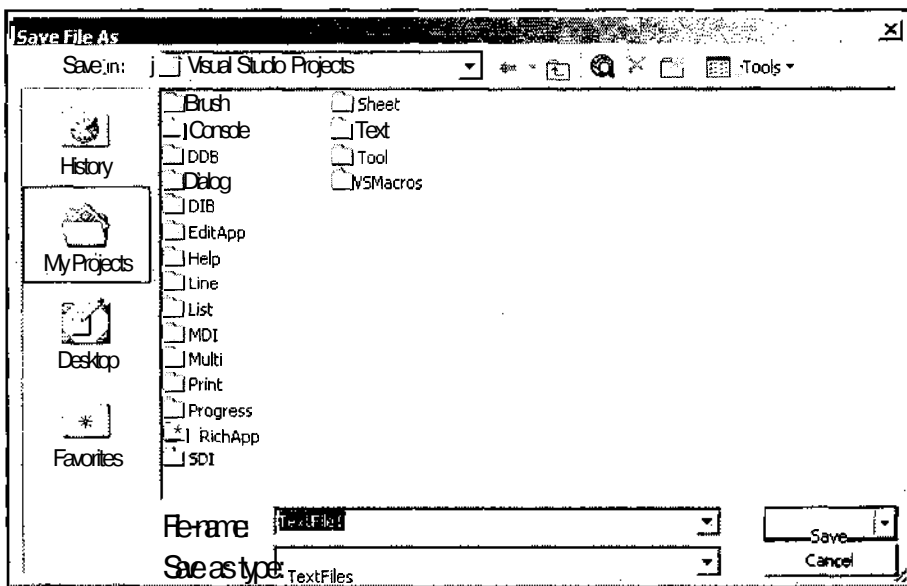 Save File As
Save in: Visual Studio Projects Tools
History
My Projects
Desktop
Favorites
Brush
Console
DDB
Dialog
DIB
EditApp
Help
Line
List
MDI
Multi
Print
Progress
RichApp
SDI
Sheet
Text
Tool
VSMacros
File name: TextFile1
Save
Save as type: TextFiles
Cancel